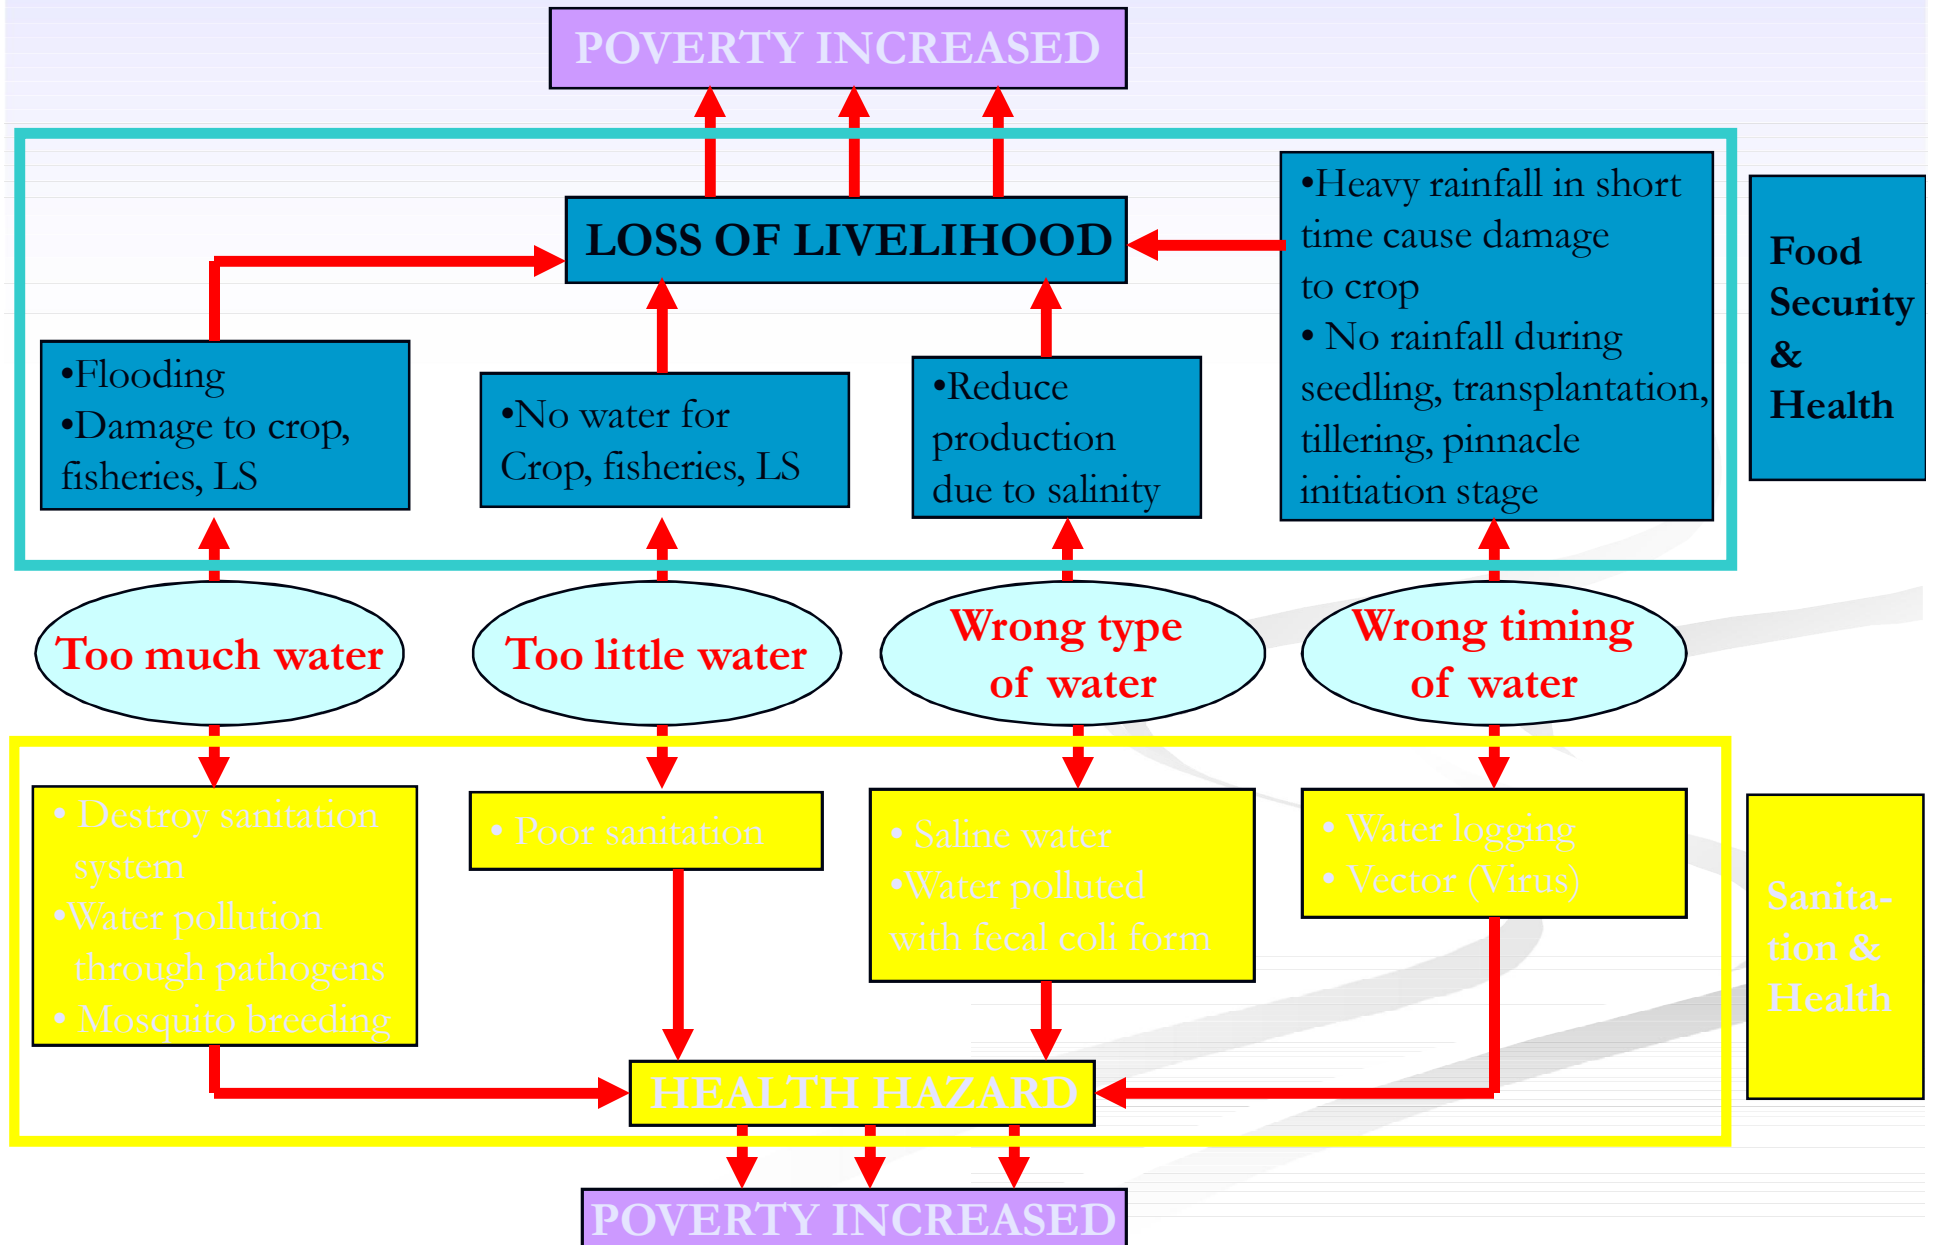 POVERTY INCREASED
LOSS OF LIVELIHOOD
•Heavy rainfall in short
time cause damage
to crop
• No rainfall during
seedling, transplantation,
tillering, pinnacle
initiation stage
Food
Security
&
Health
•Flooding
•Damage to crop,
fisheries, LS
•No water for
Crop, fisheries, LS
•Reduce
production
due to salinity
Too much water
Too little water
Wrong type
of water
Wrong timing
of water
• Destroy sanitation
system
•Water pollution
through pathogens
• Mosquito breeding
• Poor sanitation
• Saline water
•Water polluted
with fecal coli form
• Water logging
• Vector (Virus)
Sanita-
tion &
Health
HEALTH HAZARD
POVERTY INCREASED